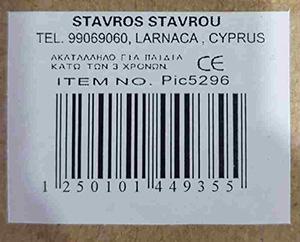 STAVROS STAVROU
TEL. 99069060, LARNACA , CYPRUS
ΑΚΑΤΑΛΛΗΛΟ ΓΙΑ ΠΑΙΔΙΑ
ΚΑΤΩ ΤΩΝ 3 ΧΡΟΝΩΝ. CE
ITEM NO. Pic5296
1 250101 449355